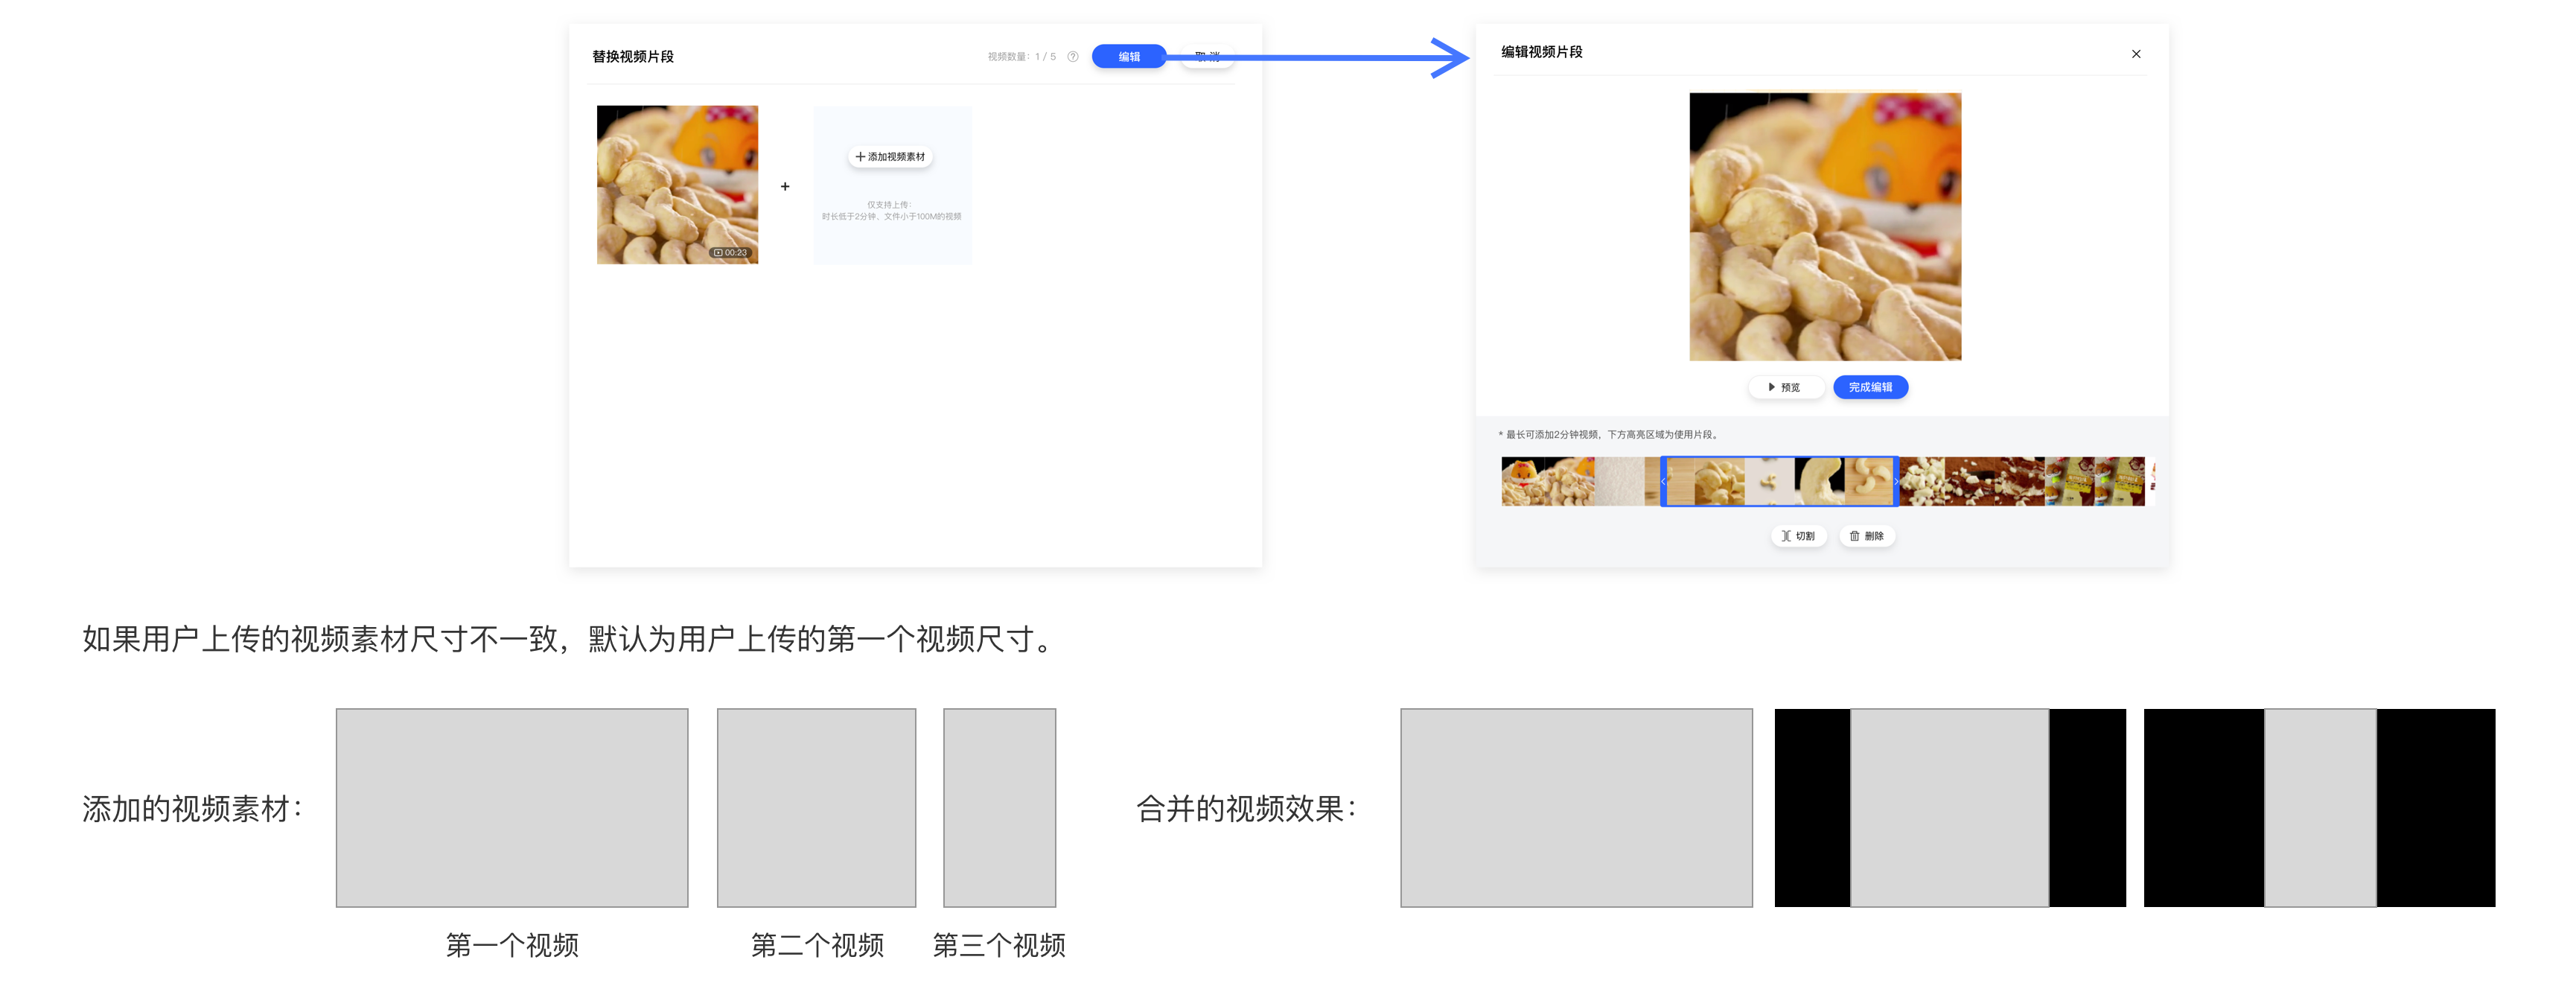 替换视频片段
视频数量：1 / 5
编辑
取 消
添加视频素材
仅支持上传：
时长低于2分钟、文件小于100M的视频
00:23
编辑视频片段
预览
完成编辑
* 最长可添加2分钟视频，下方高亮区域为使用片段。
切割
删除
如果用户上传的视频素材尺寸不一致，默认为用户上传的第一个视频尺寸。
添加的视频素材：
第一个视频
第二个视频
第三个视频
合并的视频效果：